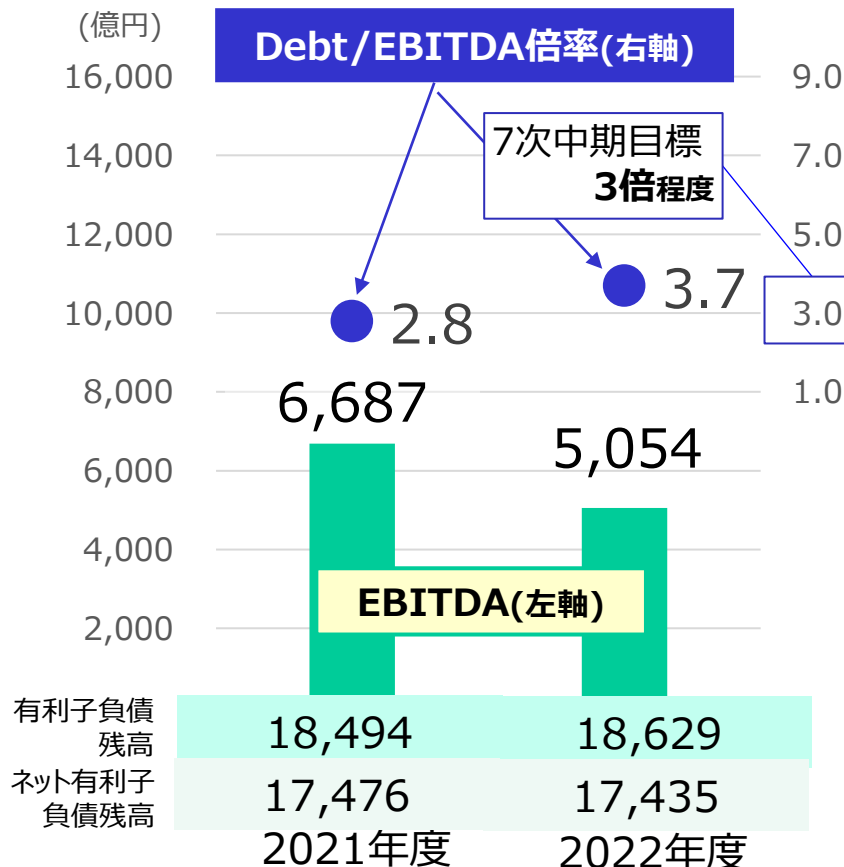 (億円)
Debt/EBITDA倍率(右軸)
16,000
9.0
7次中期目標
3倍程度
14,000
7.0
12,000
5.0
3.7
10,000
2.8
3.0
8,000
6,687
1.0
5,054
6,000
4,000
EBITDA(左軸)
2,000
有利子負債
残高
18,494
18,629
ネット有利子
負債残高
17,476
17,435
2021年度
2022年度